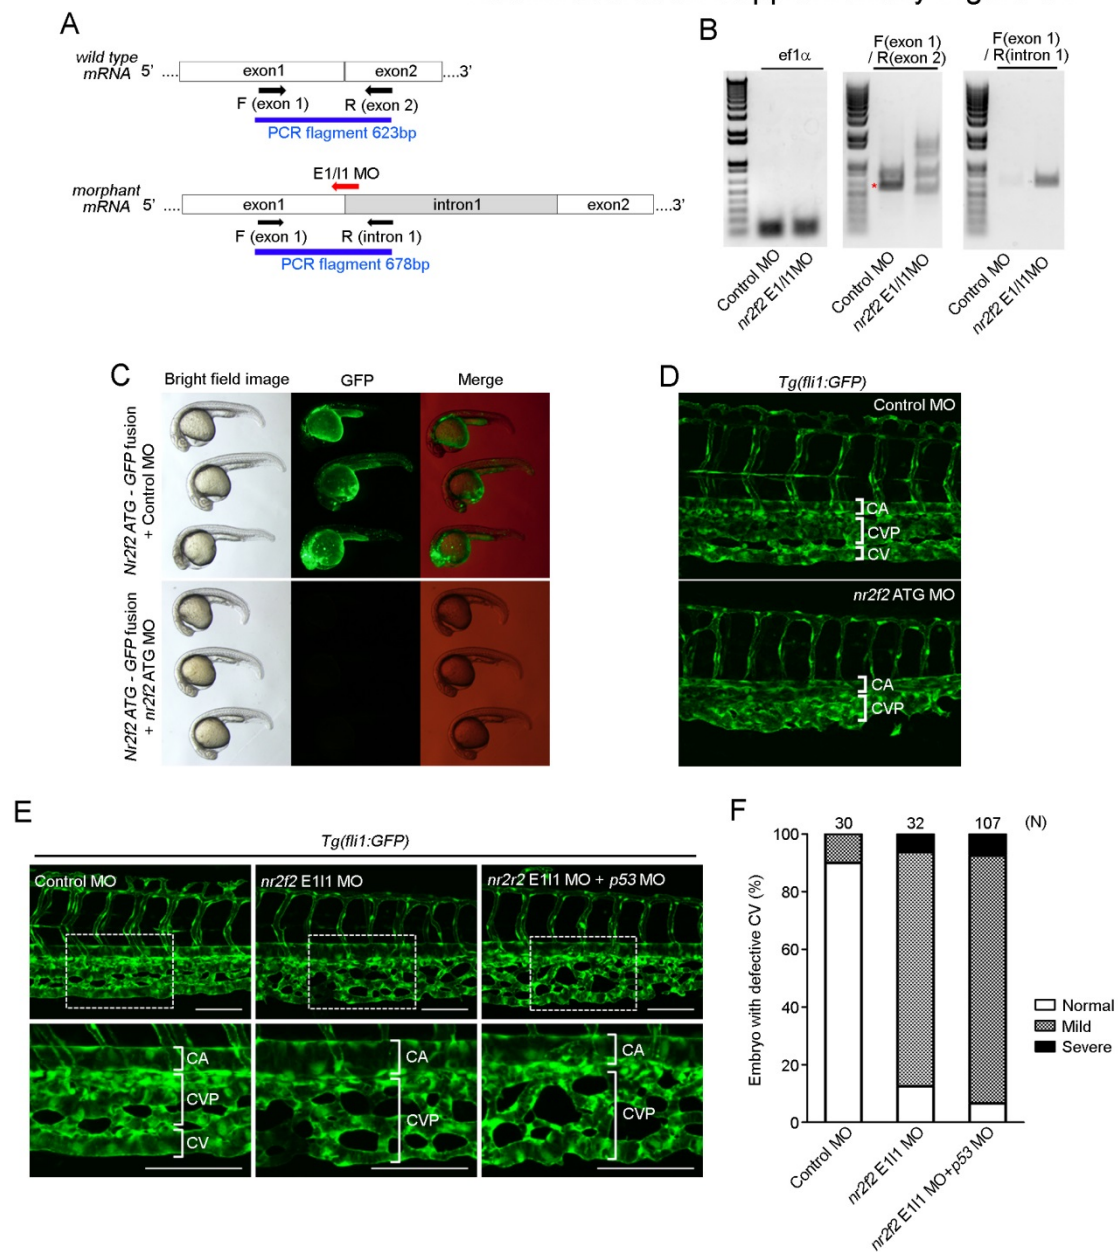 A
wild type
mRNA
5'
....
exon1
exon2
....3'
F (exon 1)
R (exon 2)
PCR flagment 623bp
E1/I1 MO
morphant
mRNA
5'
....
exon1
intron1
exon2
....3'
F (exon 1)
R (intron 1)
PCR flagment 678bp
B
ef1α
F(exon 1)
/ R(exon 2)
F(exon 1)
/ R(intron 1)
*
Control MO
nr2f2 E1/I1MO
Control MO
nr2f2 E1/I1MO
Control MO
nr2f2 E1/I1MO
C
Bright field image
GFP
Merge
Nr2f2 ATG - GFP fusion
+ Control MO
Nr2f2 ATG - GFP fusion
+ nr2f2 ATG MO
D
Tg(fli1:GFP)
Control MO
CA
CVP
CV
nr2f2 ATG MO
CA
CVP
E
Tg(fli1:GFP)
Control MO
nr2f2 E1I1 MO
nr2r2 E1I1 MO + p53 MO
CA
CVP
CV
CA
CVP
CA
CVP
F
30
32
107
(N)
Embryo with defective CV (%)
100
80
60
40
20
0
Normal
Mild
Severe
Control MO
nr2f2 E1I1 MO
nr2f2 E1I1 MO+p53 MO